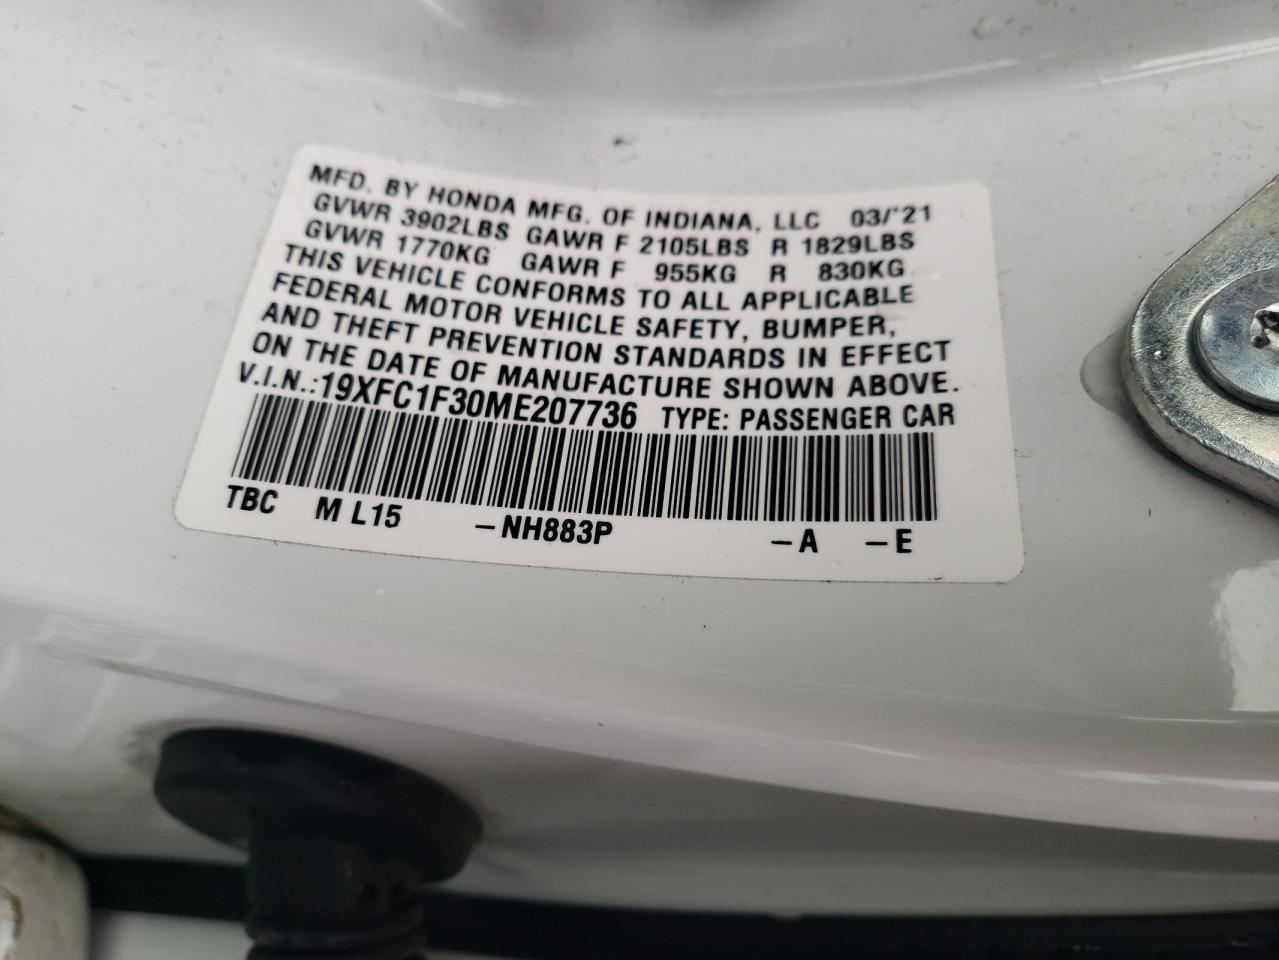 MFD. BY HONDA MFG. OF INDIANA, LLC 03/'21
GVWR 3902LBS GAWR F 2105LBS R 1829LBS
GVWR 1770KG GAWR F 955KG R 830KG
THIS VEHICLE CONFORMS TO ALL APPLICABLE
FEDERAL MOTOR VEHICLE SAFETY, BUMPER,
AND THEFT PREVENTION STANDARDS IN EFFECT
ON THE DATE OF MANUFACTURE SHOWN ABOVE.
V.I.N.:19XFC1F30ME207736 TYPE: PASSENGER CAR
TBC M L15 -NH883P -A -E